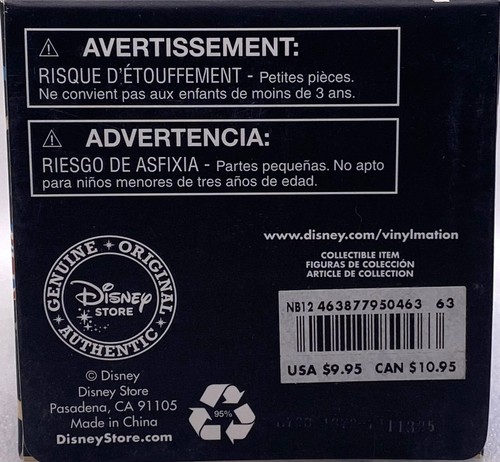 ⚠ AVERTISSEMENT:
RISQUE D'ÉTOUFFEMENT - Petites pièces.
Ne convient pas aux enfants de moins de 3 ans.
⚠ ADVERTENCIA:
RIESGO DE ASFIXIA - Partes pequeñas. No apto
para niños menores de tres años de edad.
www.disney.com/vinylmation
COLLECTIBLE ITEM
FIGURAS DE COLECCIÓN
ARTICLE DE COLLECTION
GENUINE ORIGINAL
Disney
STORE
AUTHENTIC
NB12 463877950463 63
USA $9.95 CAN $10.95
© Disney
Disney Store
Pasadena, CA 91105
Made in China
DisneyStore.com
95%